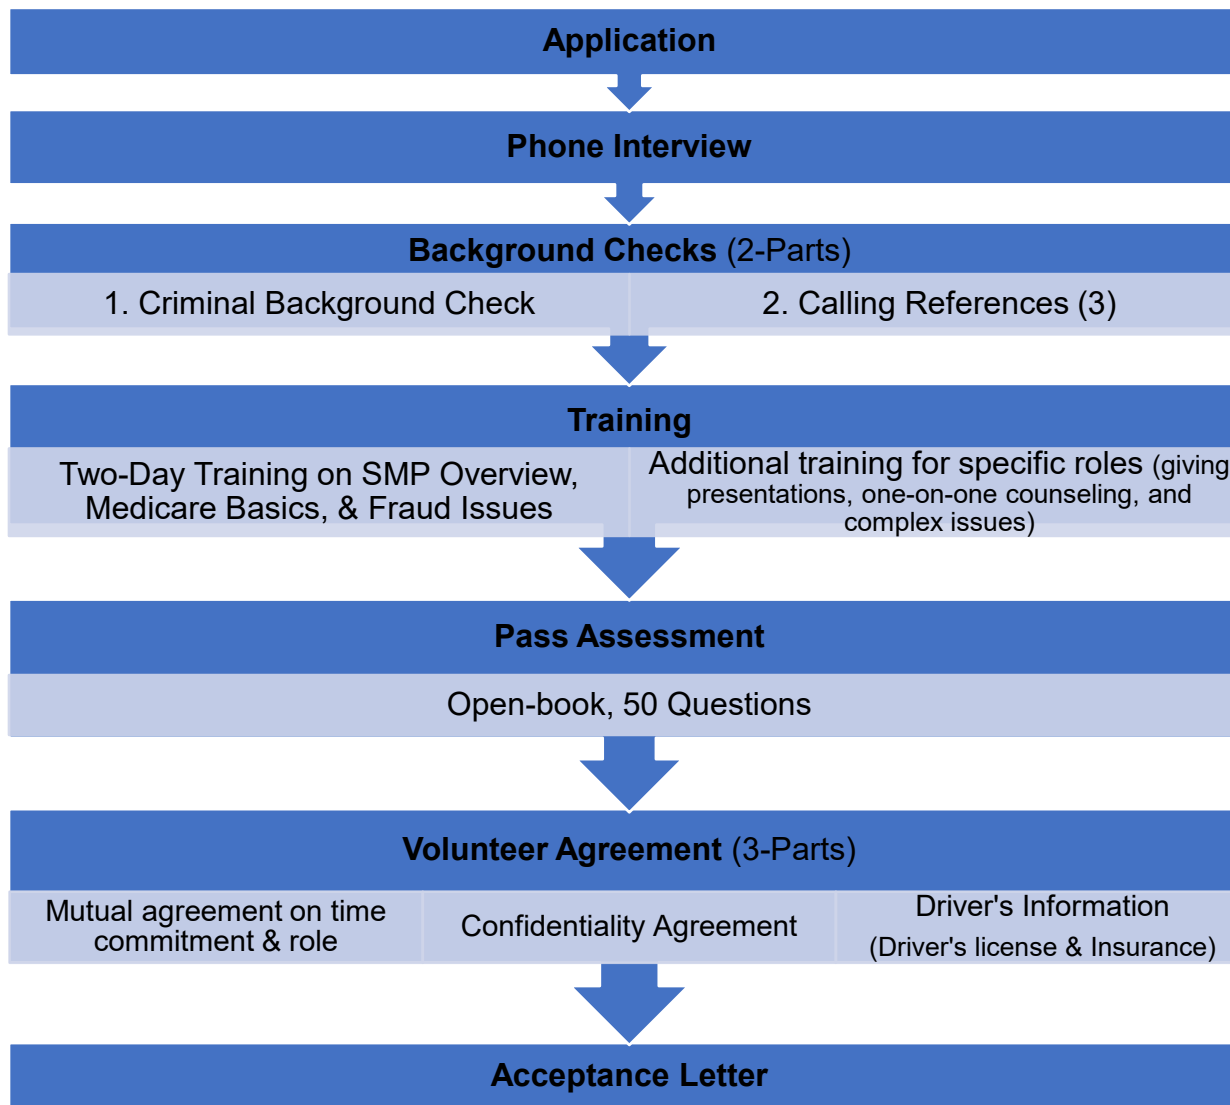 Application
Phone Interview
Background Checks (2-Parts)
1. Criminal Background Check
2. Calling References (3)
Training
Two-Day Training on SMP Overview,
Medicare Basics, & Fraud Issues
Additional training for specific roles (giving
presentations, one-on-one counseling, and
complex issues)
Pass Assessment
Open-book, 50 Questions
Volunteer Agreement (3-Parts)
Mutual agreement on time
commitment & role
Confidentiality Agreement
Driver's Information
(Driver's license & Insurance)
Acceptance Letter